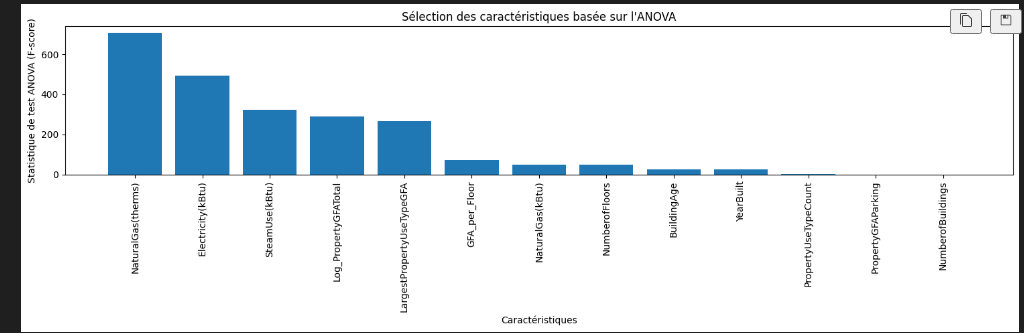 Sélection des caractéristiques basée sur l'ANOVA
Statistique de test ANOVA (F-score)
600
400
200
0
NaturalGas(therms)
Electricity(kBtu)
SteamUse(kBtu)
Log_PropertyGFATotal
LargestPropertyUseTypeGFA
GFA_per_Floor
NaturalGas(kBtu)
NumberofFloors
BuildingAge
YearBuilt
PropertyUseTypeCount
PropertyGFAParking
NumberofBuildings
Caractéristiques